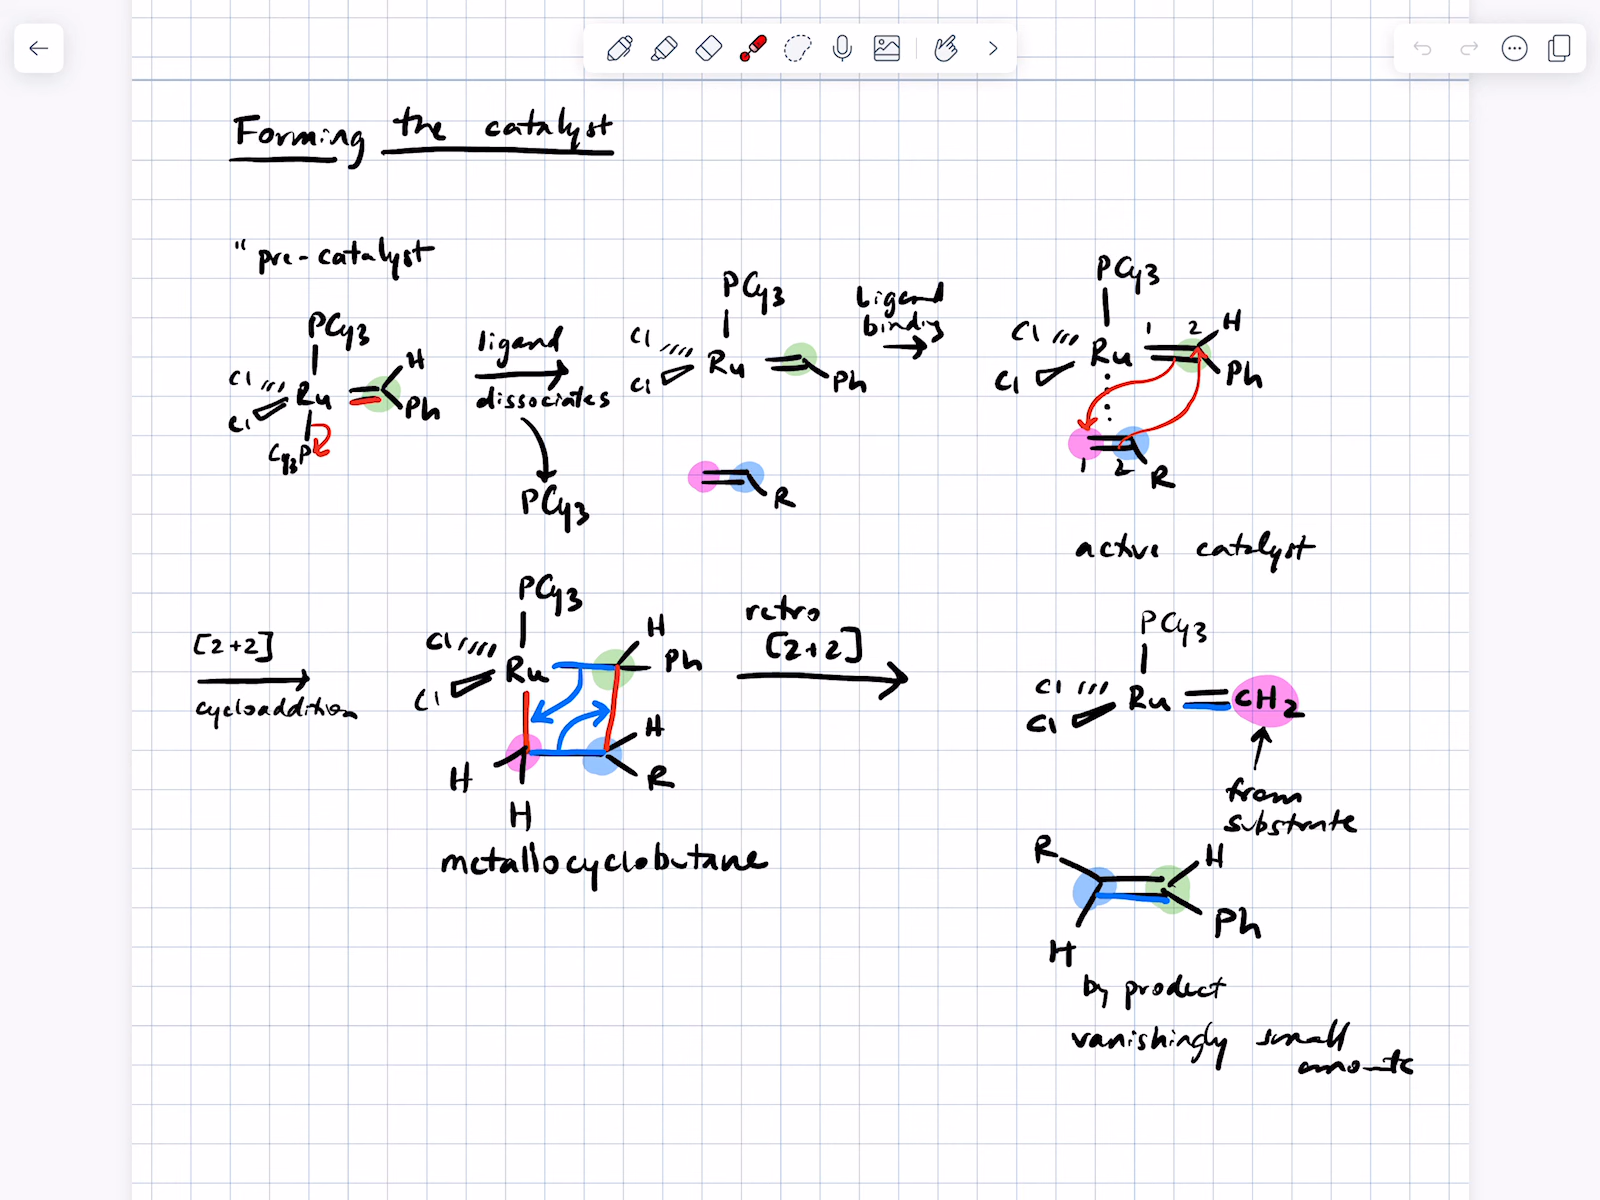 Forming the catalyst
"pre-catalyst
PCy3
Cl
Ru
H
Ph
Cl
Cy3P
ligand
dissociates
PCy3
PCy3
Cl
Ru
Cl
Ph
R
Ligand
binding
PCy3
Cl
1
2
H
Ru
Cl
Ph
1
2
R
active catalyst
[2+2]
cycloaddition
PCy3
Cl
H
Ru
Ph
Cl
H
H
R
H
metallocyclobutane
retro
[2+2]
PCy3
Cl
Ru
CH2
Cl
from
substrate
R
H
Ph
H
by product
vanishingly small
amounts